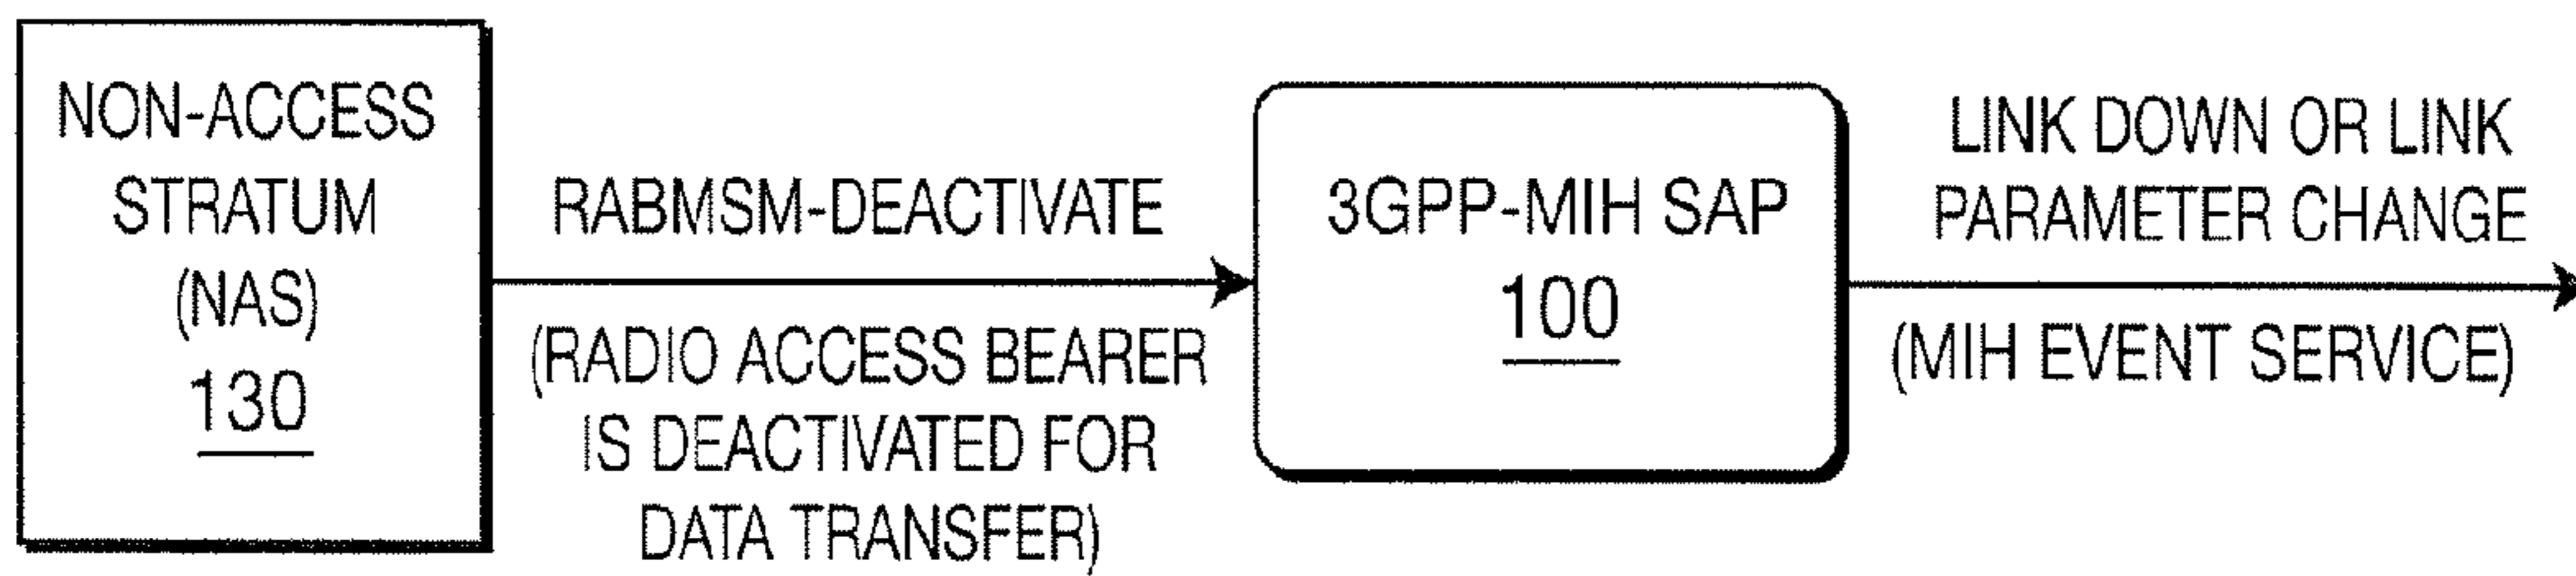 NON-ACCESS
STRATUM
(NAS)
130
RABMSM-DEACTIVATE
(RADIO ACCESS BEARER
IS DEACTIVATED FOR
DATA TRANSFER)
3GPP-MIH SAP
100
LINK DOWN OR LINK
PARAMETER CHANGE
(MIH EVENT SERVICE)